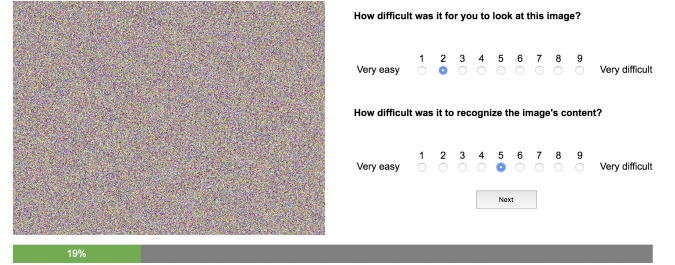 How difficult was it for you to look at this image?
1 2 3 4 5 6 7 8 9
Very easy Very difficult
How difficult was it to recognize the image's content?
1 2 3 4 5 6 7 8 9
Very easy Very difficult
Next
19%